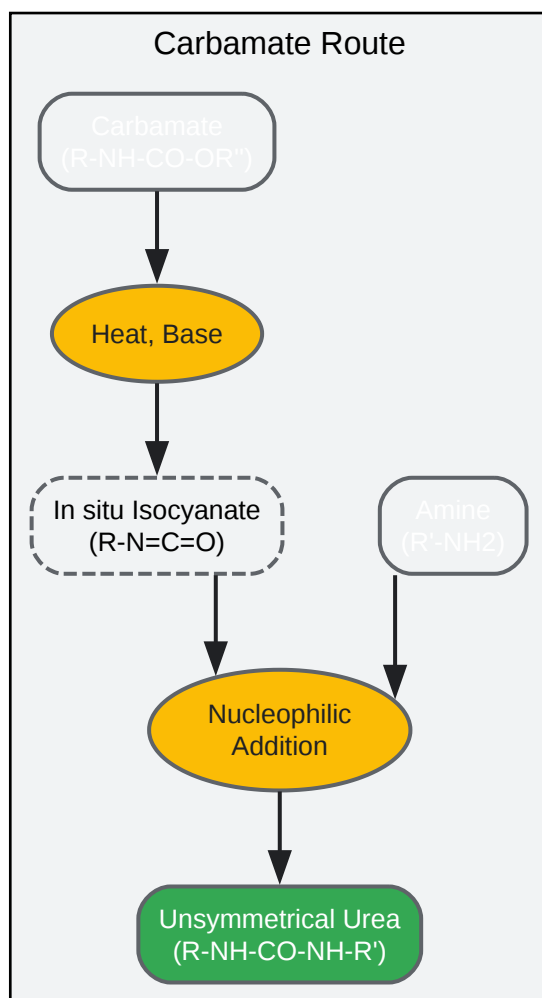 Carbamate Route
Carbamate
(R-NH-CO-OR")
Heat, Base
In situ Isocyanate
(R-N=C=O)
Amine
(R'-NH2)
Nucleophilic
Addition
Unsymmetrical Urea
(R-NH-CO-NH-R')